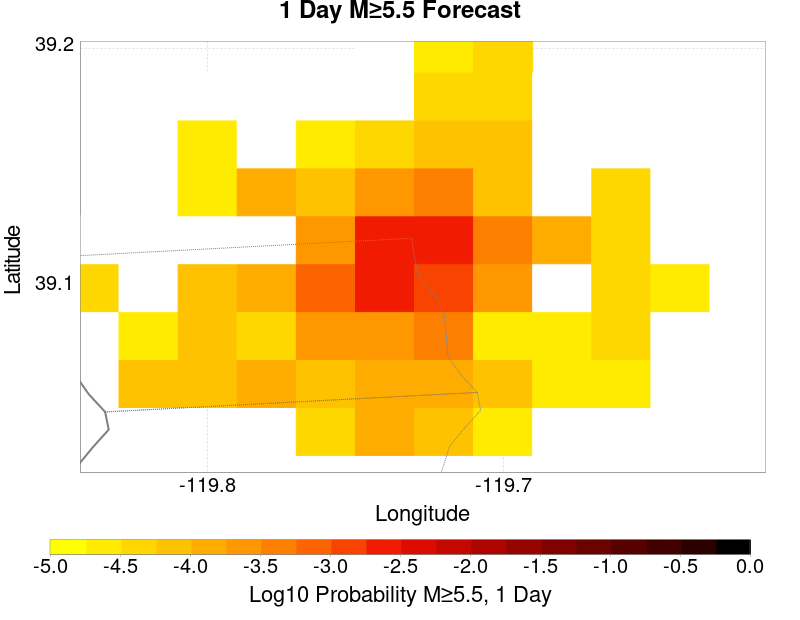 1 Day M≥5.5 Forecast
39.2
39.1
Latitude
-119.8 -119.7
Longitude
-5.0 -4.5 -4.0 -3.5 -3.0 -2.5 -2.0 -1.5 -1.0 -0.5 0.0
Log10 Probability M≥5.5, 1 Day